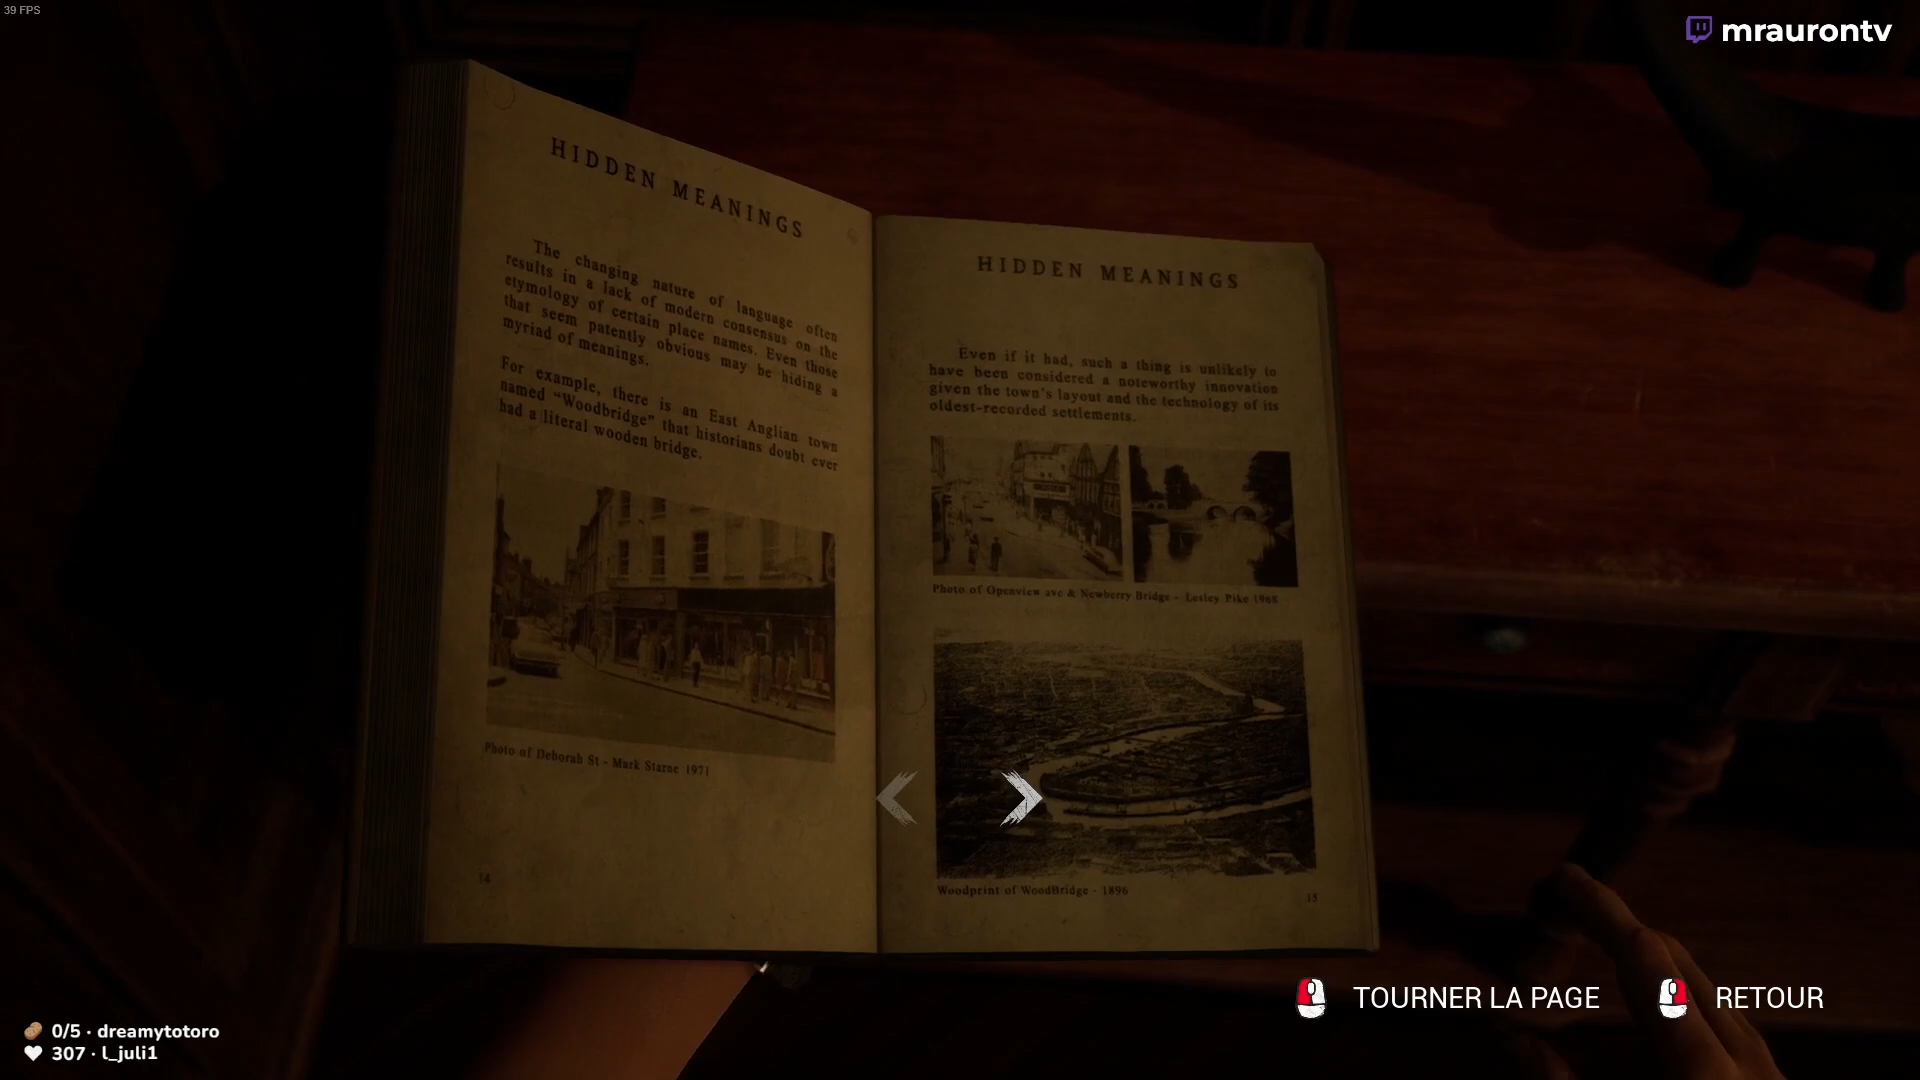 39 FPS
mraurontv
HIDDEN MEANINGS
The changing nature of language often
results in a lack of modern consensus on the
etymology of certain place names. Even those
that seem patently obvious may be hiding a
myriad of meanings.
For example, there is an East Anglian town
named "Woodbridge" that historians doubt ever
had a literal wooden bridge.
Photo of Deborah St - Mark Starne 1971
14
HIDDEN MEANINGS
Even if it had, such a thing is unlikely to
have been considered a noteworthy innovation
given the town's layout and the technology of its
oldest-recorded settlements.
Photo of Openview ave & Newberry Bridge - Lesley Pike 1968
Woodprint of WoodBridge - 1896
15
TOURNER LA PAGE
RETOUR
0/5 · dreamytotoro
307 · l_juli1